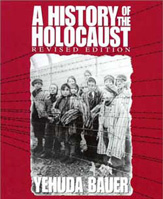 A HISTORY
OF THE
HOLOCAUST
REVISED EDITION
YEHUDA BAUER